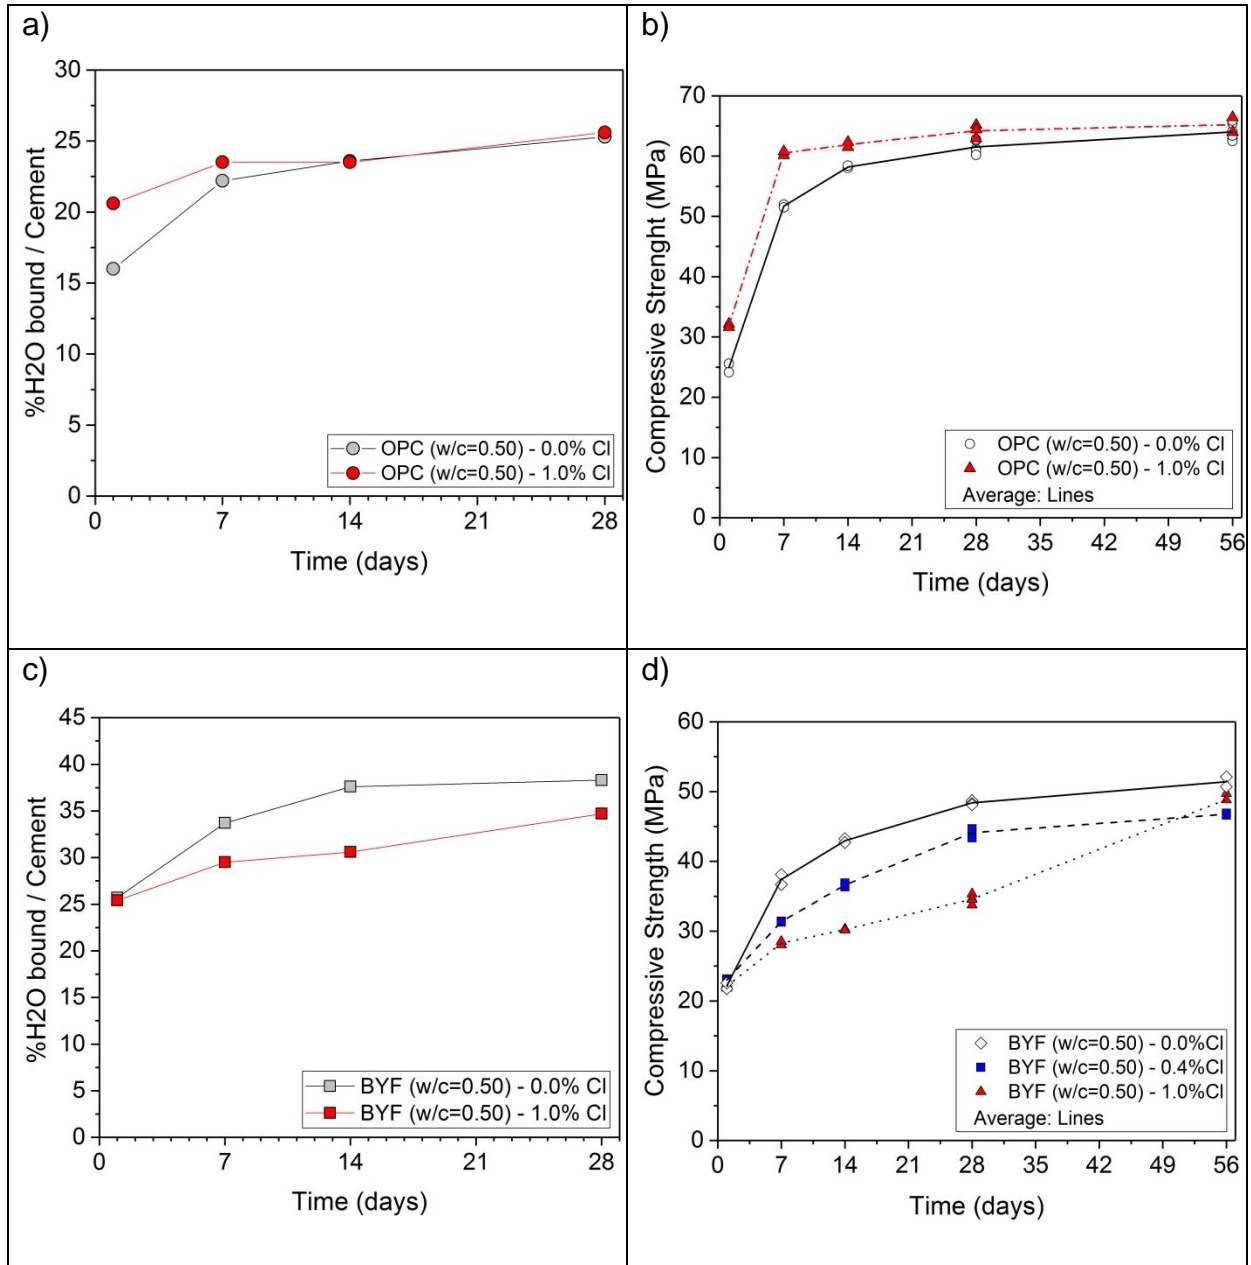 a)
%H2O bound / Cement
30
25
20
15
10
5
0
0 7 14 21 28
Time (days)
OPC (w/c=0.50) - 0.0% Cl
OPC (w/c=0.50) - 1.0% Cl
b)
Compressive Strenght (MPa)
70
60
50
40
30
20
10
0
0 7 14 21 28 35 42 49 56
Time (days)
OPC (w/c=0.50) - 0.0% Cl
OPC (w/c=0.50) - 1.0% Cl
Average: Lines
c)
%H2O bound / Cement
45
40
35
30
25
20
15
10
5
0
0 7 14 21 28
Time (days)
BYF (w/c=0.50) - 0.0% Cl
BYF (w/c=0.50) - 1.0% Cl
d)
Compressive Strength (MPa)
60
50
40
30
20
10
0
0 7 14 21 28 35 42 49 56
Time (days)
BYF (w/c=0.50) - 0.0%Cl
BYF (w/c=0.50) - 0.4%Cl
BYF (w/c=0.50) - 1.0%Cl
Average: Lines